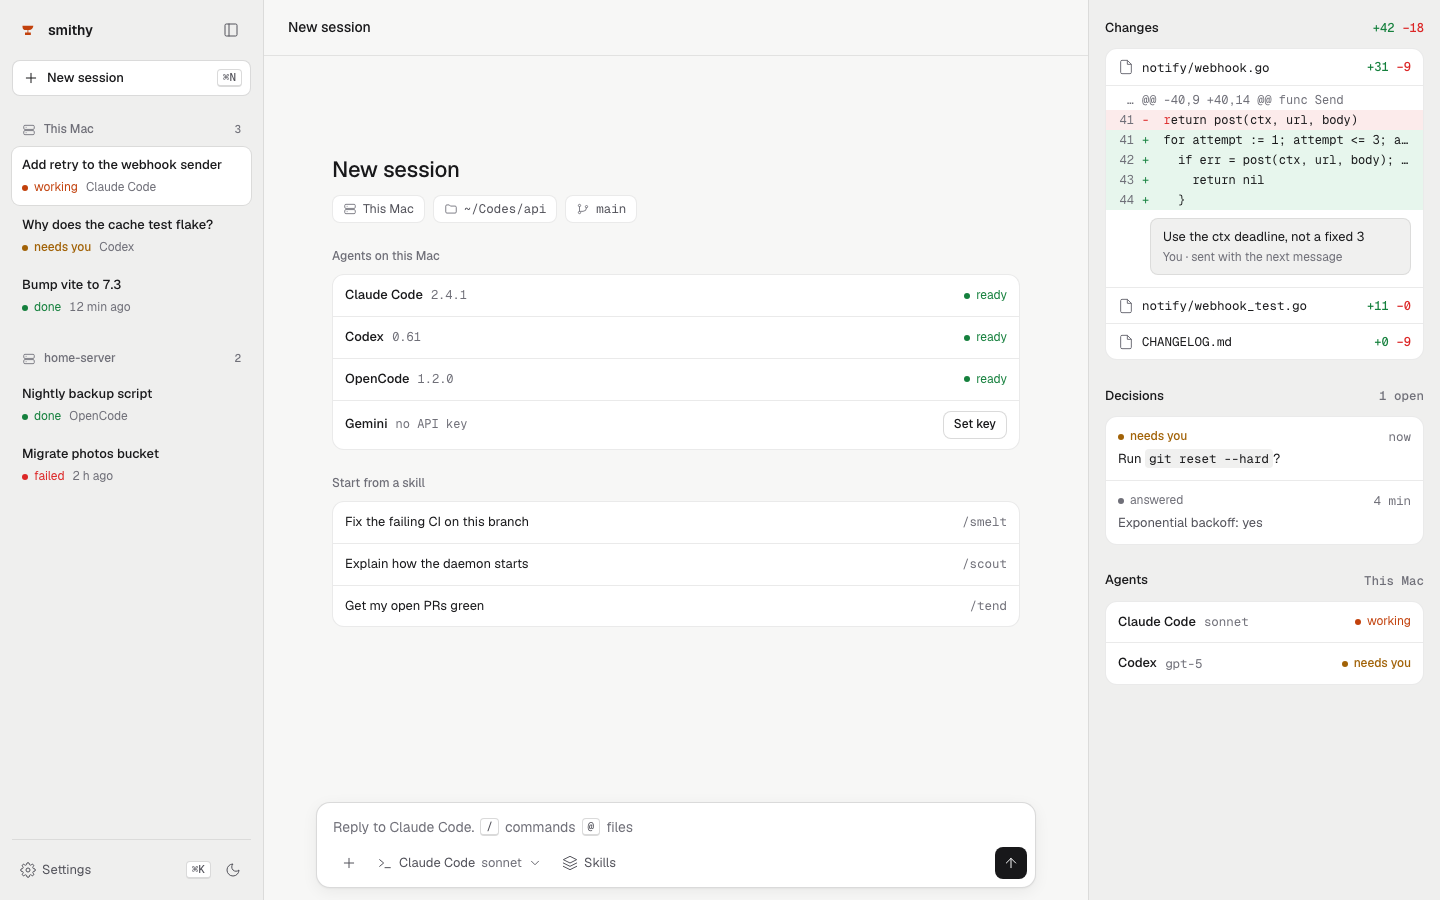 smithy
New session ⌘N
This Mac 3
Add retry to the webhook sender
working Claude Code
Why does the cache test flake?
needs you Codex
Bump vite to 7.3
done 12 min ago
home-server 2
Nightly backup script
done OpenCode
Migrate photos bucket
failed 2 h ago
Settings ⌘K
New session
New session
This Mac ~/Codes/api main
Agents on this Mac
Claude Code 2.4.1 ready
Codex 0.61 ready
OpenCode 1.2.0 ready
Gemini no API key Set key
Start from a skill
Fix the failing CI on this branch /smelt
Explain how the daemon starts /scout
Get my open PRs green /tend
Reply to Claude Code. / commands @ files
Claude Code sonnet Skills
Changes +42 −18
notify/webhook.go +31 −9
… @@ -40,9 +40,14 @@ func Send
41 - return post(ctx, url, body)
41 + for attempt := 1; attempt <= 3; a…
42 + if err = post(ctx, url, body); …
43 + return nil
44 + }
Use the ctx deadline, not a fixed 3
You · sent with the next message
notify/webhook_test.go +11 −0
CHANGELOG.md +0 −9
Decisions 1 open
needs you now
Run git reset --hard ?
answered 4 min
Exponential backoff: yes
Agents This Mac
Claude Code sonnet working
Codex gpt-5 needs you